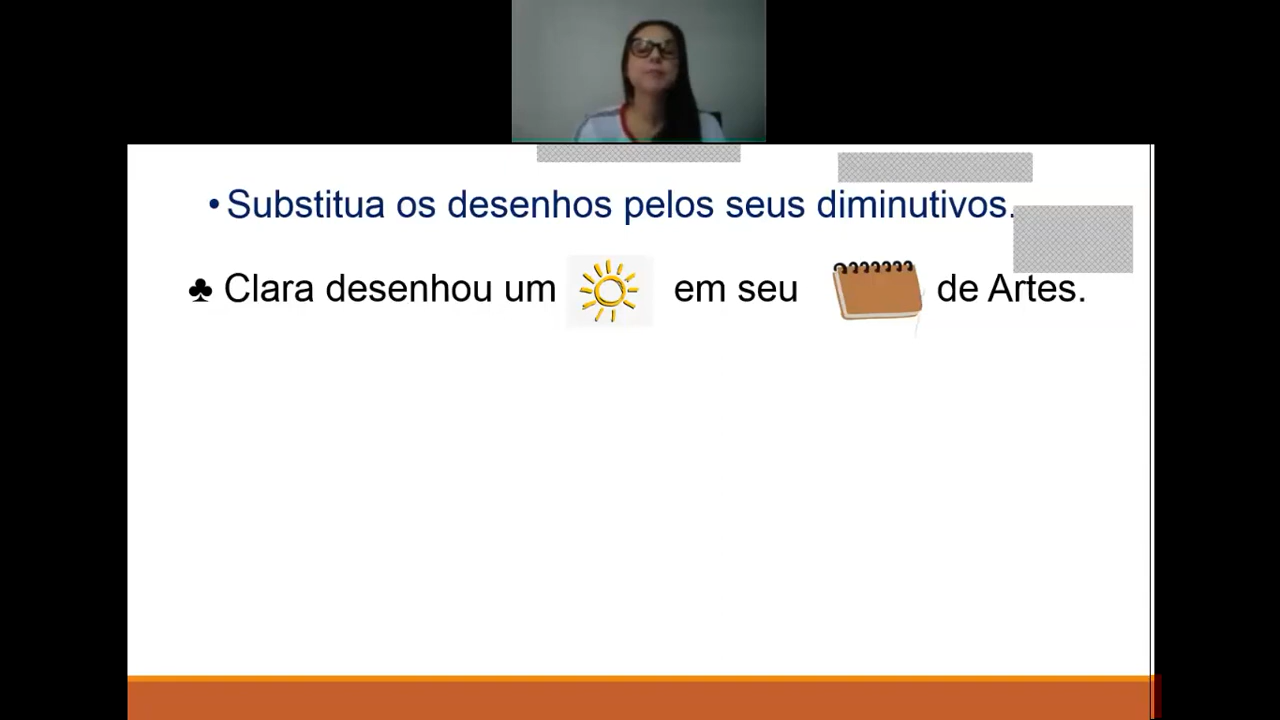 • Substitua os desenhos pelos seus diminutivos.
♣ Clara desenhou um em seu de Artes.